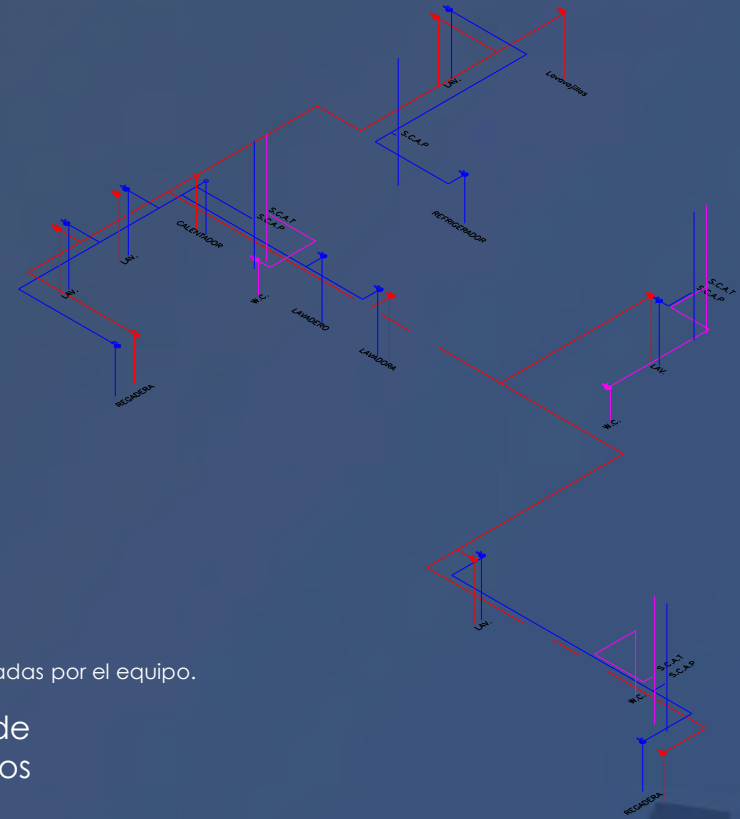 LAV.
Lavavajillas
S.C.A.P
REFRIGERADOR
CALENTADOR
S.C.A.T
S.C.A.P
LAV.
LAV.
W.C.
LAVADERO
LAVADORA
REGADERA
S.C.A.T
S.C.A.P
LAV.
W.C.
LAV.
S.C.A.T
S.C.A.P
W.C.
REGADERA
adas por el equipo.
de
os